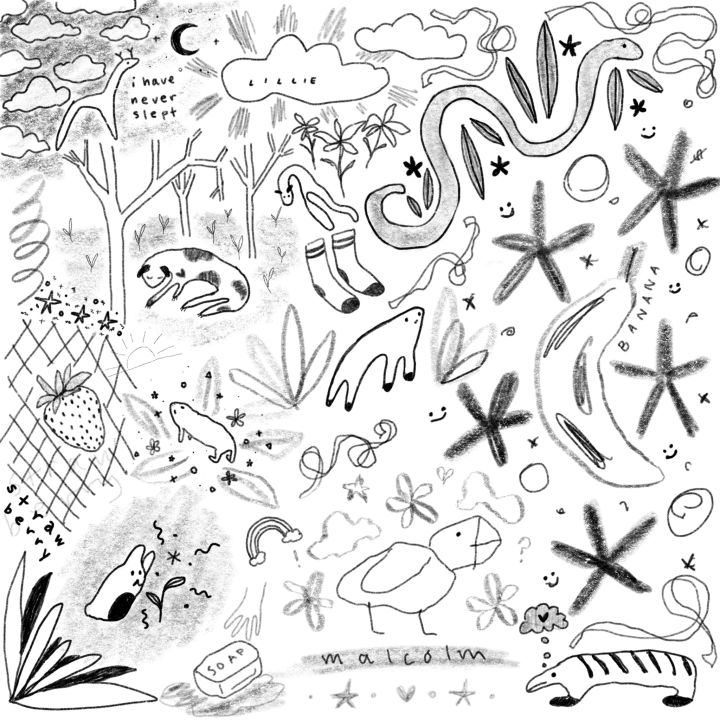 i have
never
slept
LILLIE
BANANA
straw
berry
SOAP
malcolm